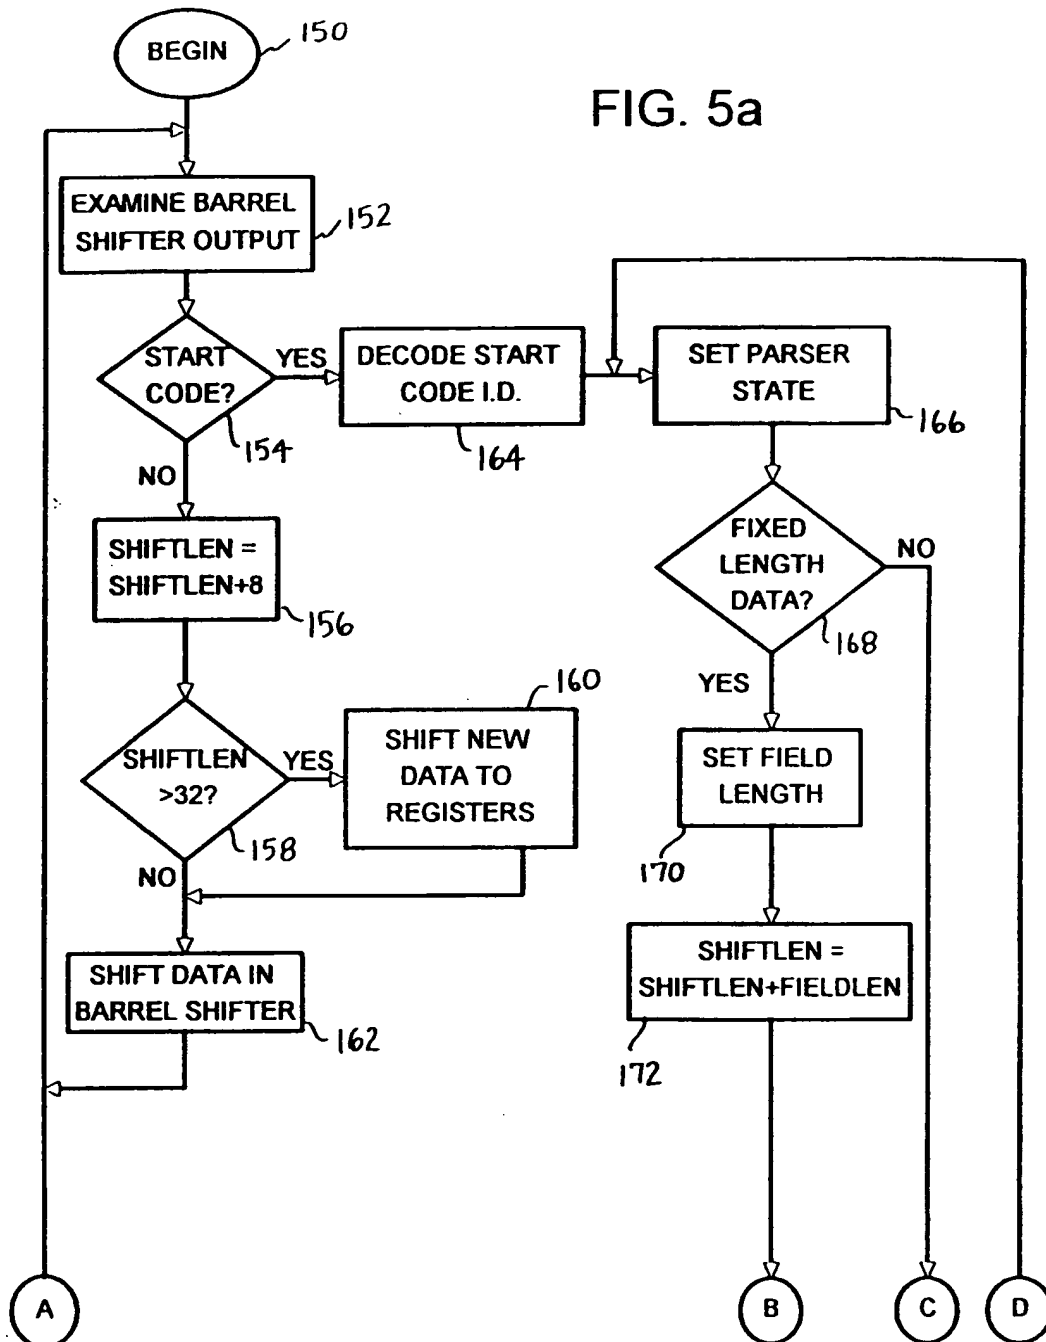 BEGIN
150
FIG. 5a
EXAMINE BARREL
SHIFTER OUTPUT
152
START
CODE?
154
YES
NO
DECODE START
CODE I.D.
164
SET PARSER
STATE
166
SHIFTLEN =
SHIFTLEN+8
156
FIXED
LENGTH
DATA?
168
NO
YES
SHIFTLEN
>32?
158
YES
NO
160
SHIFT NEW
DATA TO
REGISTERS
SET FIELD
LENGTH
170
SHIFT DATA IN
BARREL SHIFTER
162
SHIFTLEN =
SHIFTLEN+FIELDLEN
172
A
B
C
D